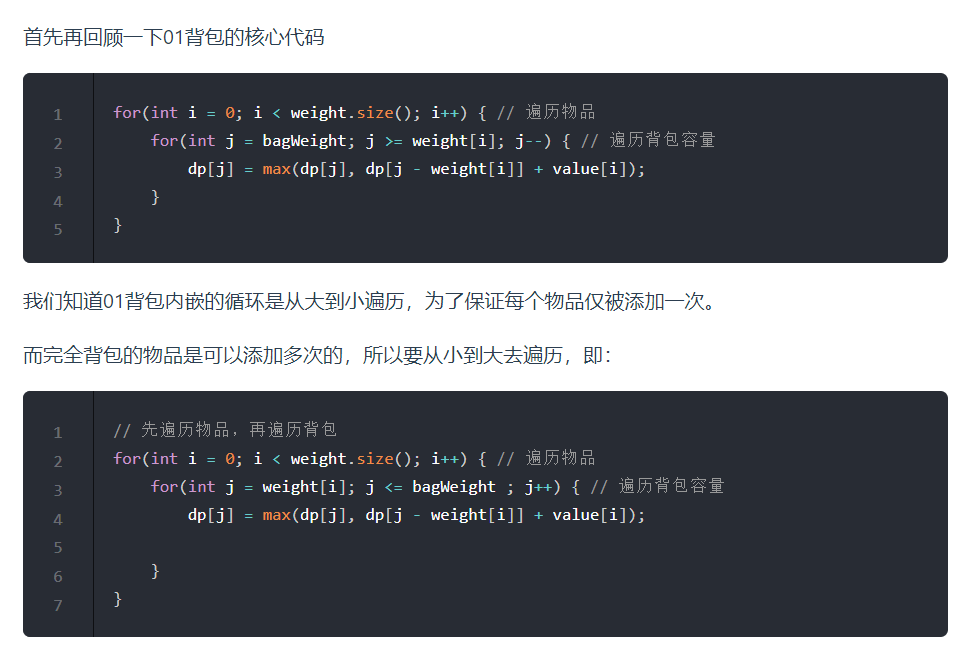 首先再回顾一下01背包的核心代码
1 for(int i = 0; i < weight.size(); i++) { // 遍历物品
2     for(int j = bagWeight; j >= weight[i]; j--) { // 遍历背包容量
3         dp[j] = max(dp[j], dp[j - weight[i]] + value[i]);
4     }
5 }
我们知道01背包内嵌的循环是从大到小遍历，为了保证每个物品仅被添加一次。
而完全背包的物品是可以添加多次的，所以要从小到大去遍历，即：
1 // 先遍历物品，再遍历背包
2 for(int i = 0; i < weight.size(); i++) { // 遍历物品
3     for(int j = weight[i]; j <= bagWeight ; j++) { // 遍历背包容量
4         dp[j] = max(dp[j], dp[j - weight[i]] + value[i]);
5
6     }
7 }